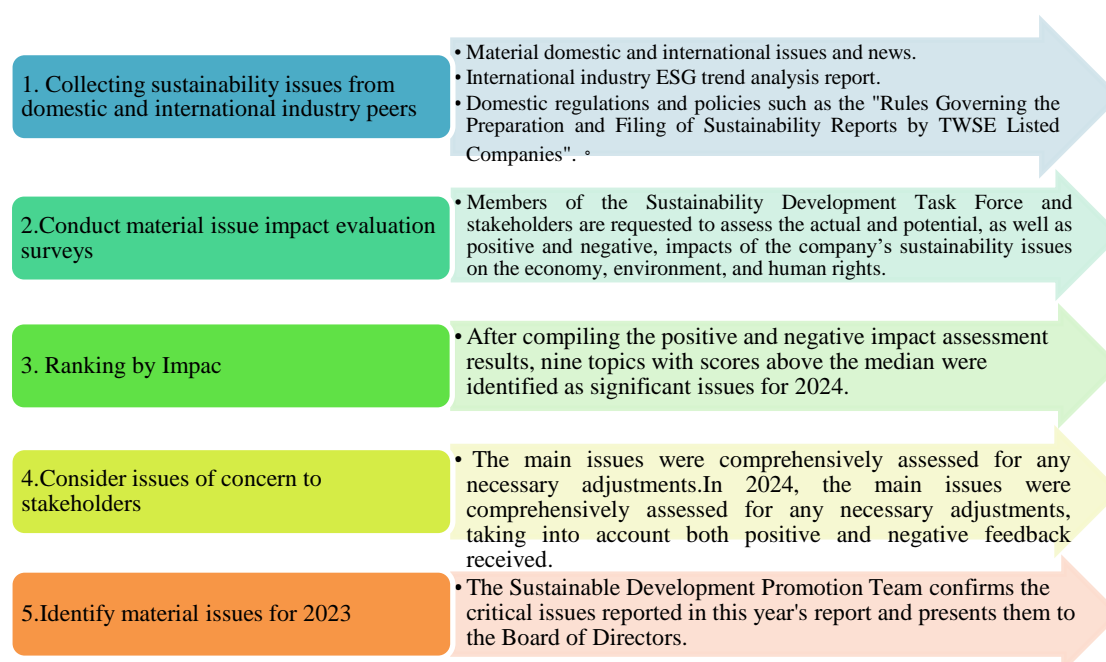 1. Collecting sustainability issues from
domestic and international industry peers
• Material domestic and international issues and news.
• International industry ESG trend analysis report.
• Domestic regulations and policies such as the "Rules Governing the
Preparation and Filing of Sustainability Reports by TWSE Listed
Companies". 。
2.Conduct material issue impact evaluation
surveys
• Members of the Sustainability Development Task Force and
stakeholders are requested to assess the actual and potential, as well as
positive and negative, impacts of the company’s sustainability issues
on the economy, environment, and human rights.
3. Ranking by Impac
• After compiling the positive and negative impact assessment
results, nine topics with scores above the median were
identified as significant issues for 2024.
4.Consider issues of concern to
stakeholders
• The main issues were comprehensively assessed for any
necessary adjustments.In 2024, the main issues were
comprehensively assessed for any necessary adjustments,
taking into account both positive and negative feedback
received.
5.Identify material issues for 2023
• The Sustainable Development Promotion Team confirms the
critical issues reported in this year's report and presents them to
the Board of Directors.